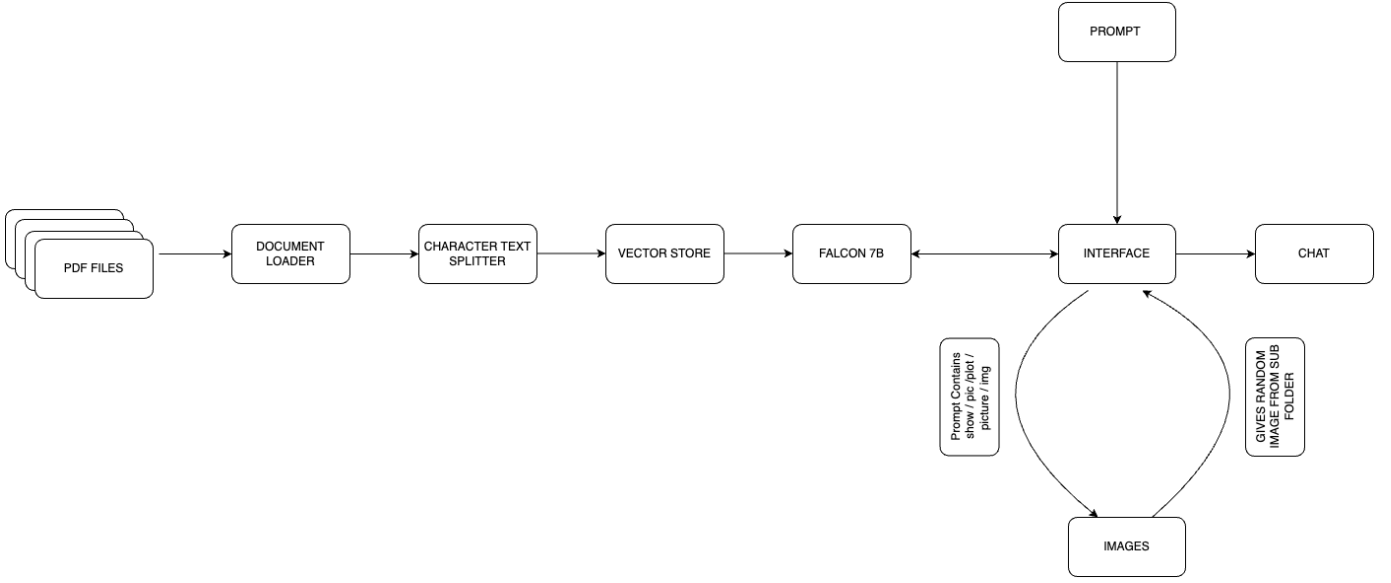 PROMPT
PDF FILES
DOCUMENT
LOADER
CHARACTER TEXT
SPLITTER
VECTOR STORE
FALCON 7B
INTERFACE
CHAT
Prompt Contains
show / pic /plot /
picture / img
GIVES RANDOM
IMAGE FROM SUB
FOLDER
IMAGES